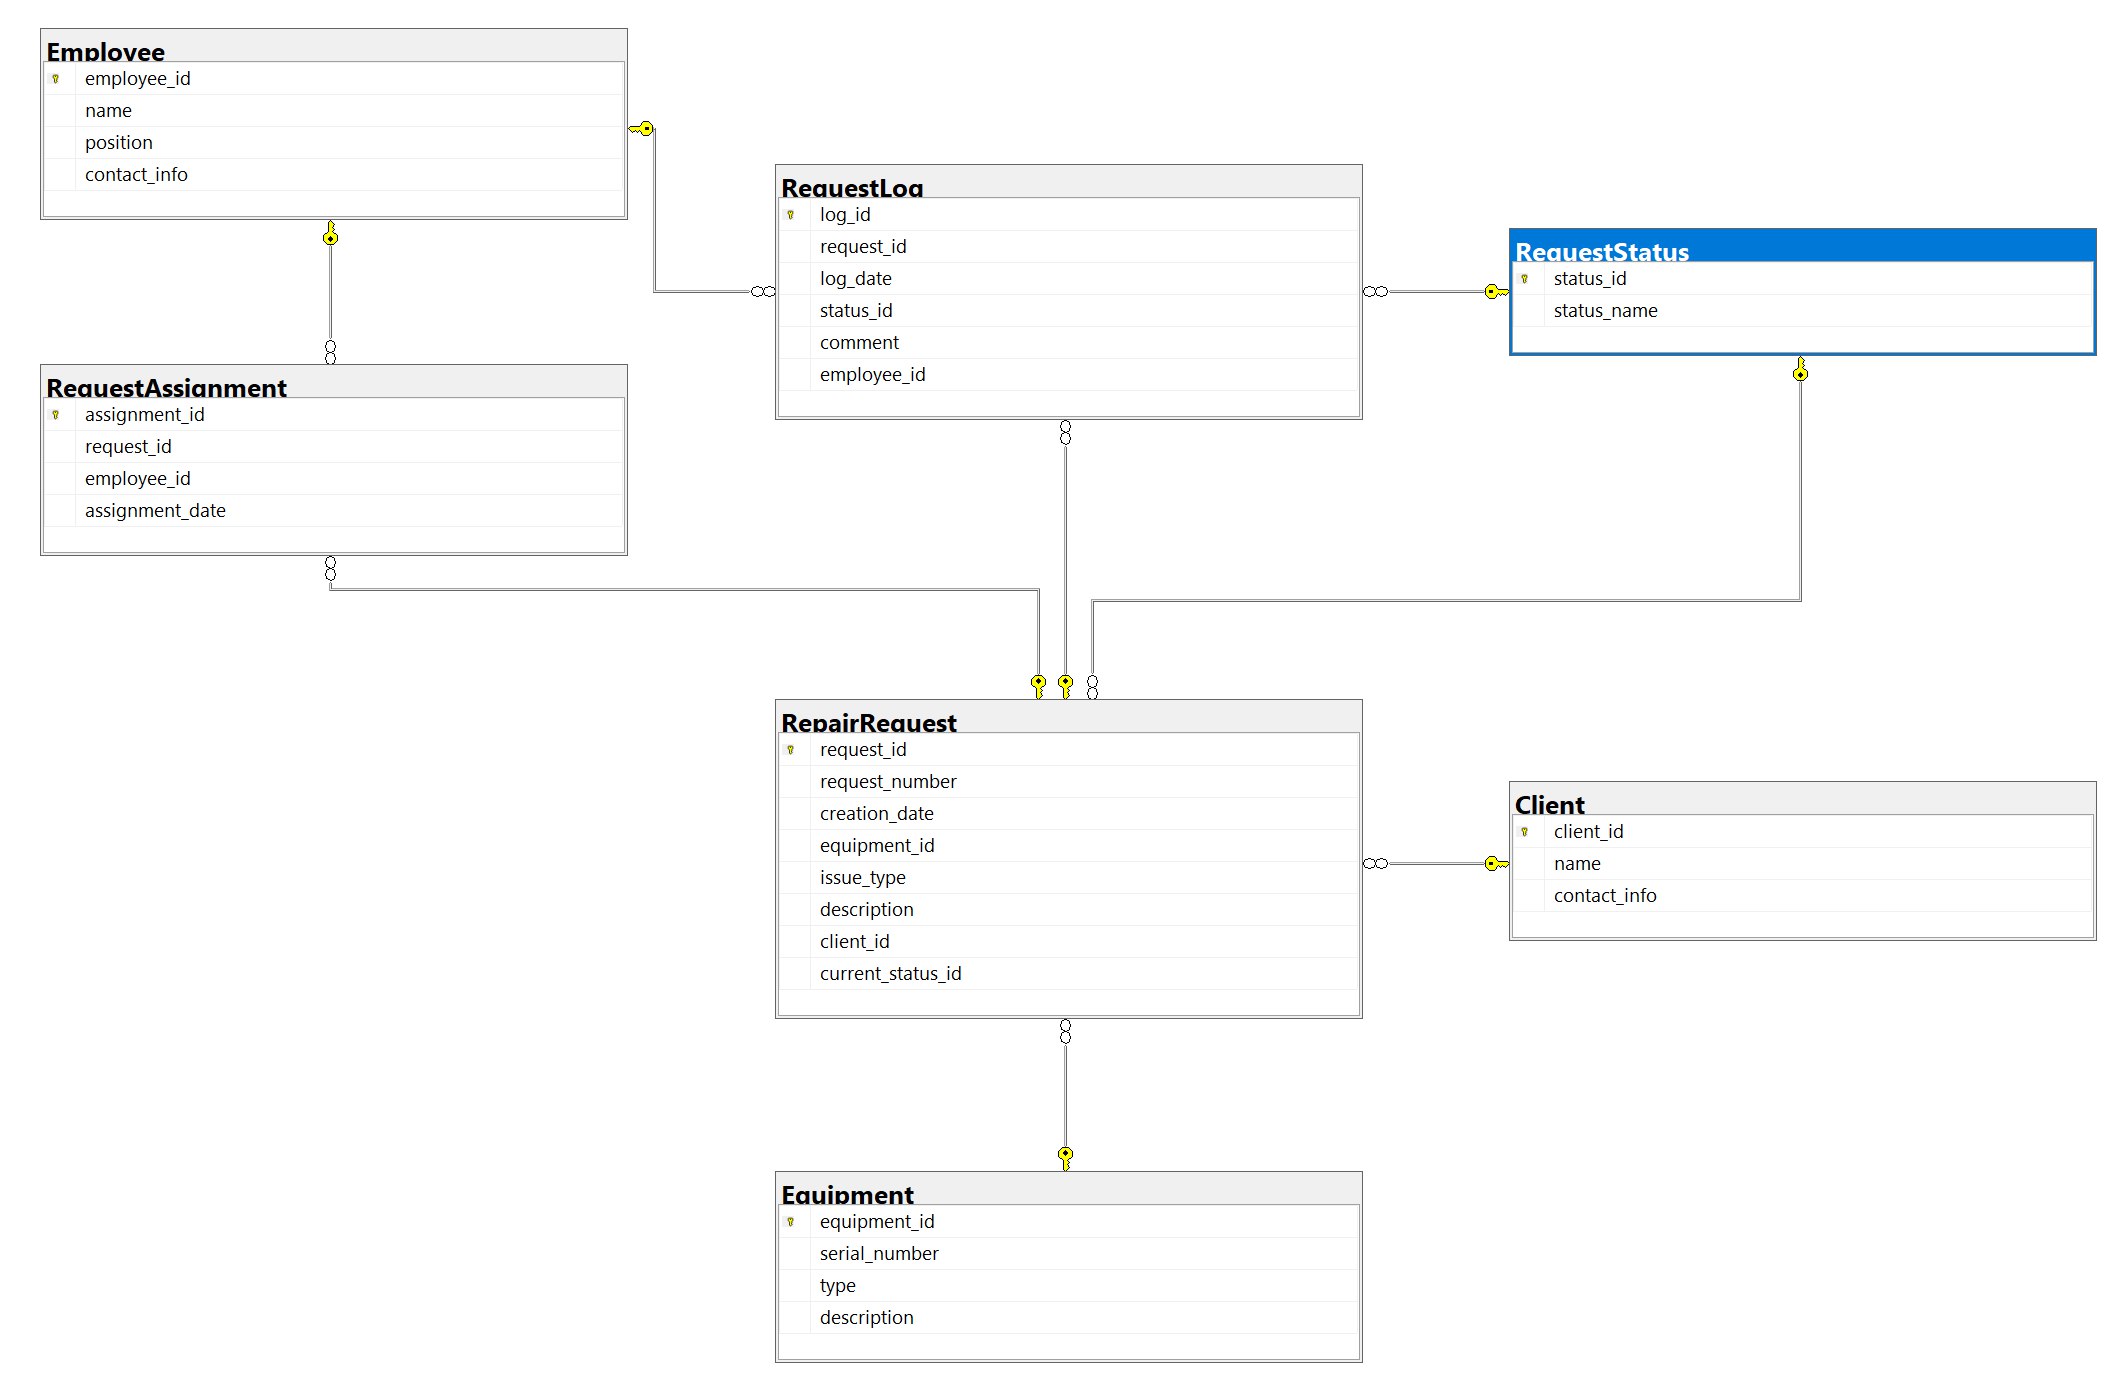 Employee
employee_id
name
position
contact_info
RequestLog
log_id
request_id
log_date
status_id
comment
employee_id
RequestStatus
status_id
status_name
RequestAssignment
assignment_id
request_id
employee_id
assignment_date
RepairRequest
request_id
request_number
creation_date
equipment_id
issue_type
description
client_id
current_status_id
Client
client_id
name
contact_info
Equipment
equipment_id
serial_number
type
description